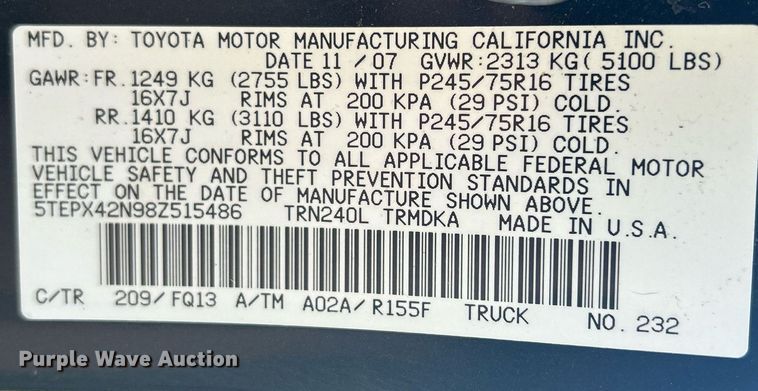 MFD. BY: TOYOTA MOTOR MANUFACTURING CALIFORNIA INC.
DATE 11 / 07 GVWR:2313 KG( 5100 LBS)
GAWR:FR.1249 KG (2755 LBS) WITH P245/75R16 TIRES
16X7J RIMS AT 200 KPA (29 PSI) COLD.
RR.1410 KG (3110 LBS) WITH P245/75R16 TIRES
16X7J RIMS AT 200 KPA (29 PSI) COLD.
THIS VEHICLE CONFORMS TO ALL APPLICABLE FEDERAL MOTOR
VEHICLE SAFETY AND THEFT PREVENTION STANDARDS IN
EFFECT ON THE DATE OF MANUFACTURE SHOWN ABOVE.
5TEPX42N98Z515486 TRN240L TRMDKA MADE IN U.S.A.
C/TR 209/FQ13 A/TM A02A/R155F TRUCK NO. 232
Purple Wave Auction